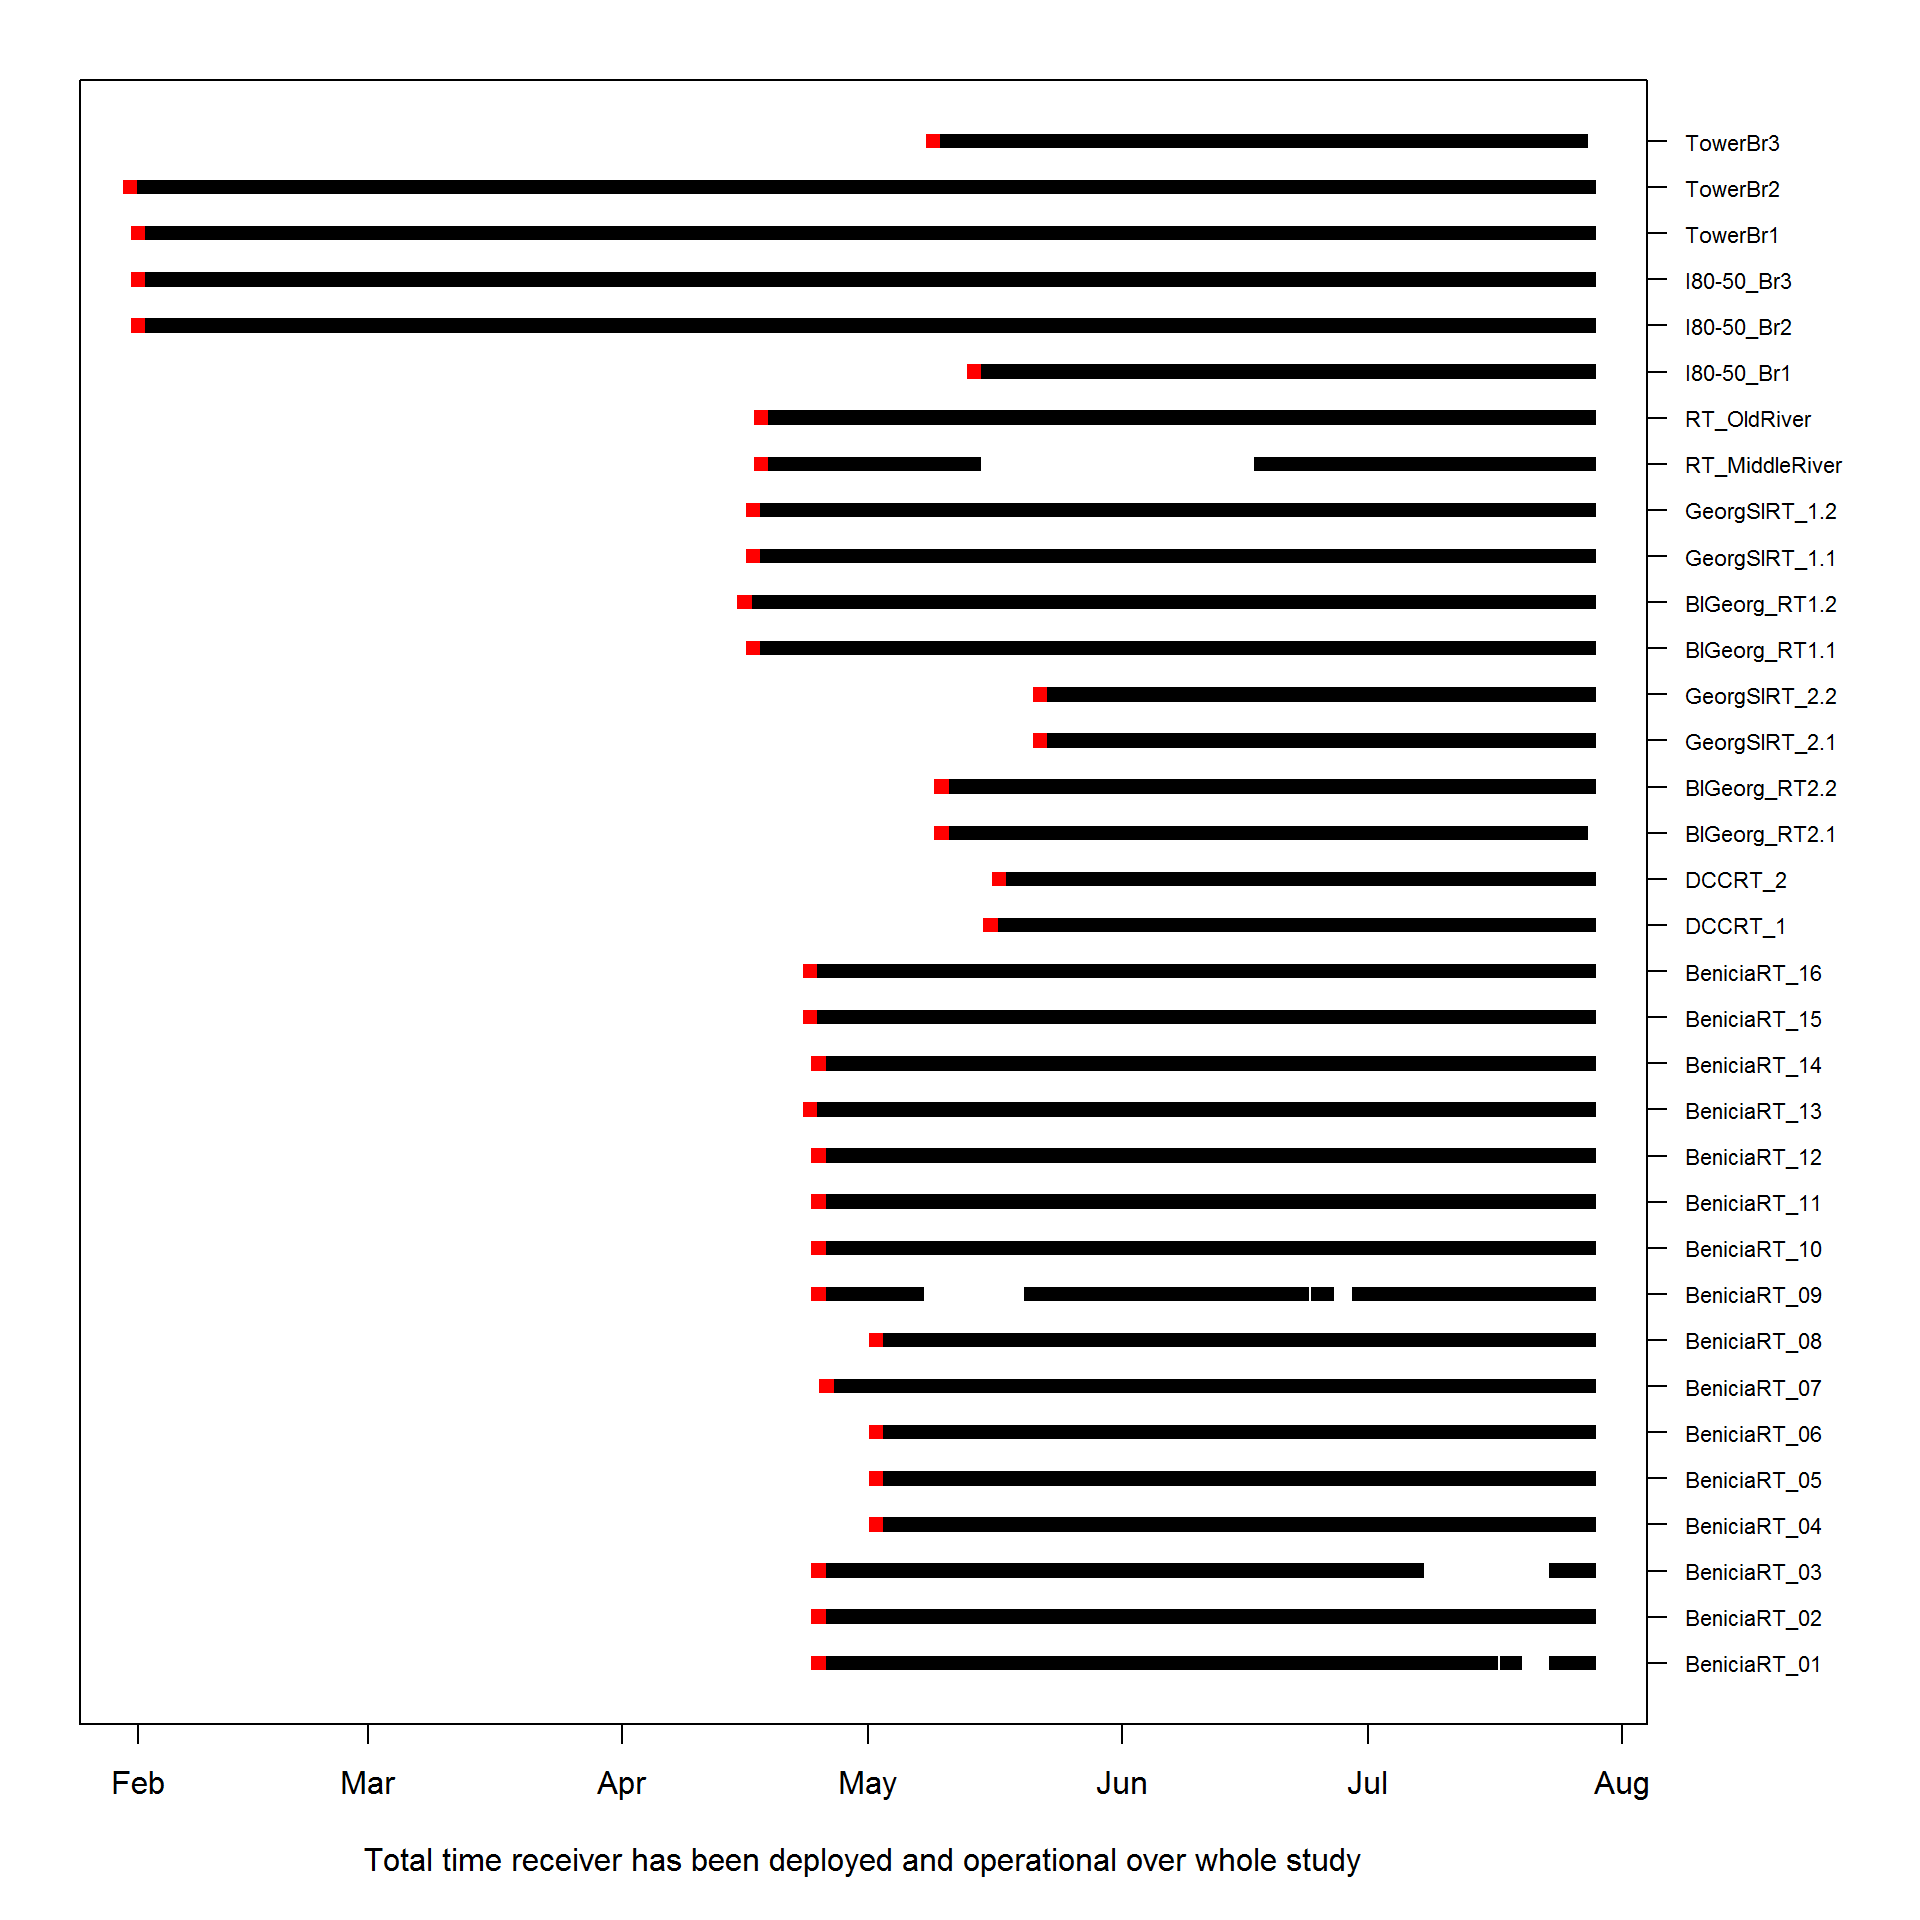 TowerBr3
TowerBr2
TowerBr1
I80-50_Br3
I80-50_Br2
I80-50_Br1
RT_OldRiver
RT_MiddleRiver
GeorgSlRT_1.2
GeorgSlRT_1.1
BlGeorg_RT1.2
BlGeorg_RT1.1
GeorgSlRT_2.2
GeorgSlRT_2.1
BlGeorg_RT2.2
BlGeorg_RT2.1
DCCRT_2
DCCRT_1
BeniciaRT_16
BeniciaRT_15
BeniciaRT_14
BeniciaRT_13
BeniciaRT_12
BeniciaRT_11
BeniciaRT_10
BeniciaRT_09
BeniciaRT_08
BeniciaRT_07
BeniciaRT_06
BeniciaRT_05
BeniciaRT_04
BeniciaRT_03
BeniciaRT_02
BeniciaRT_01
Feb Mar Apr May Jun Jul Aug
Total time receiver has been deployed and operational over whole study